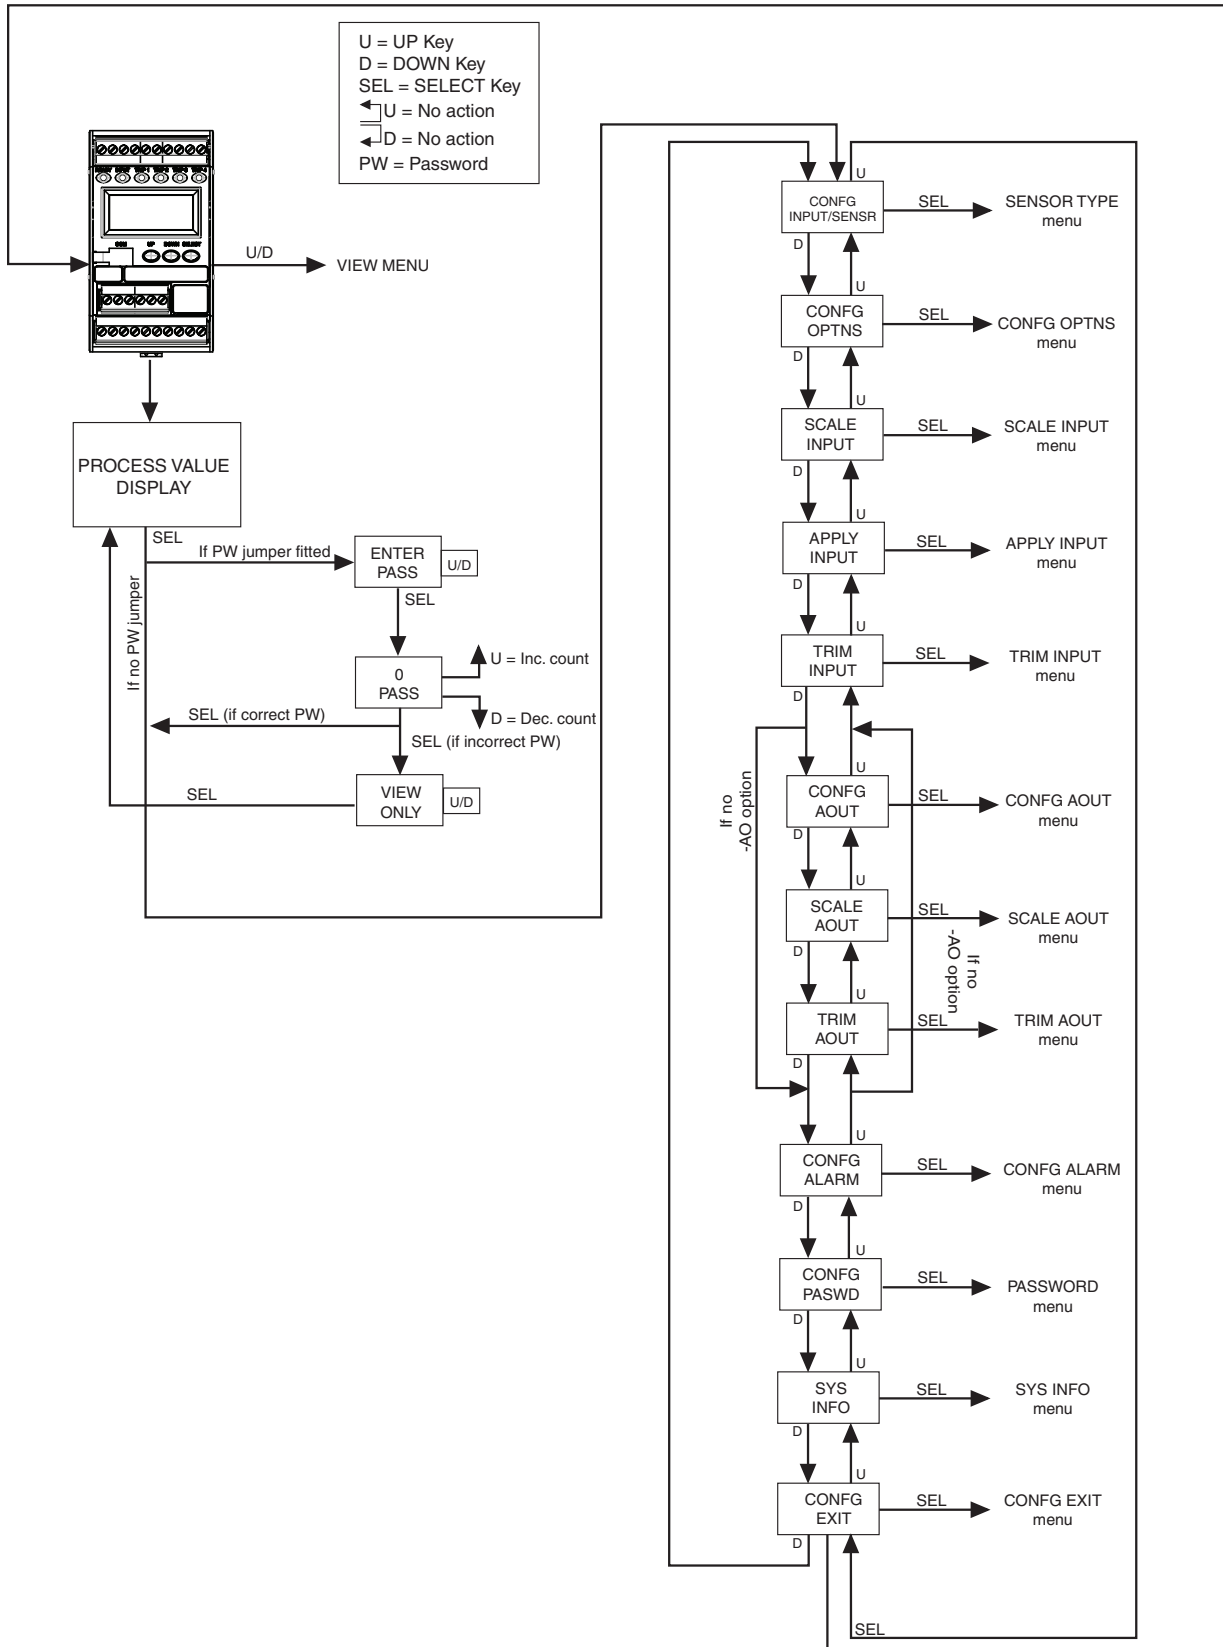 U = UP Key
D = DOWN Key
SEL = SELECT Key
U = No action
D = No action
PW = Password
COM UP DOWN SELECT
U/D
VIEW MENU
PROCESS VALUE
DISPLAY
SEL
If PW jumper fitted
If no PW jumper
ENTER
PASS
U/D
SEL
0
PASS
U = Inc. count
D = Dec. count
SEL (if correct PW)
SEL (if incorrect PW)
VIEW
ONLY
U/D
SEL
U
CONFG
INPUT/SENSR
SEL
SENSOR TYPE
menu
D
U
CONFG
OPTNS
SEL
CONFG OPTNS
menu
D
U
SCALE
INPUT
SEL
SCALE INPUT
menu
D
U
APPLY
INPUT
SEL
APPLY INPUT
menu
D
U
TRIM
INPUT
SEL
TRIM INPUT
menu
D
If no
-AO option
U
CONFG
AOUT
SEL
CONFG AOUT
menu
D
U
SCALE
AOUT
SEL
SCALE AOUT
menu
D
If no
-AO option
U
TRIM
AOUT
SEL
TRIM AOUT
menu
D
U
CONFG
ALARM
SEL
CONFG ALARM
menu
D
U
CONFG
PASWD
SEL
PASSWORD
menu
D
U
SYS
INFO
SEL
SYS INFO
menu
D
U
CONFG
EXIT
SEL
CONFG EXIT
menu
D
SEL